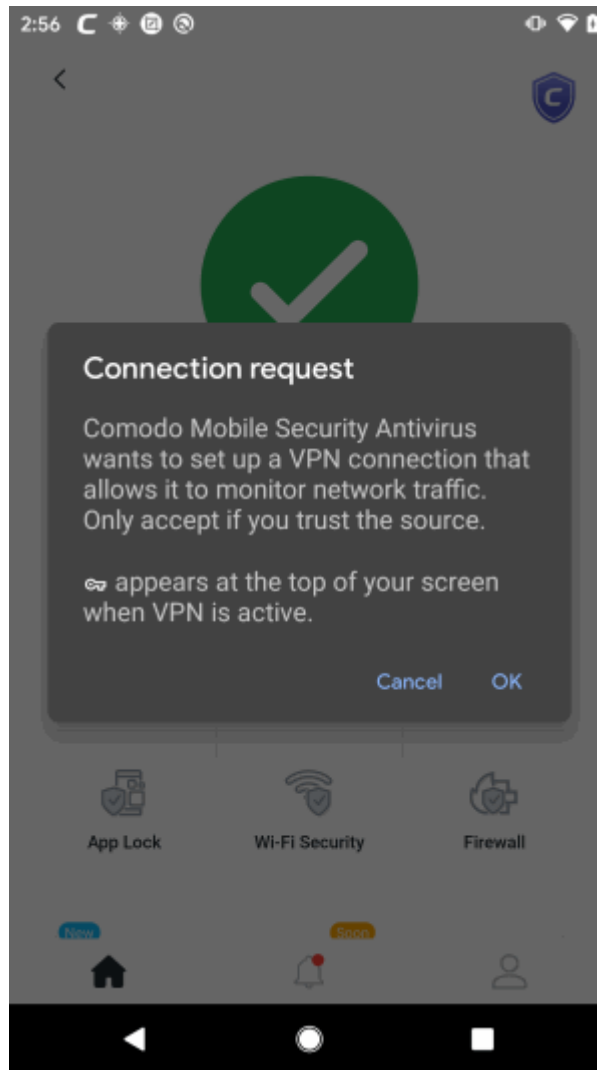 2:56
Connection request
Comodo Mobile Security Antivirus
wants to set up a VPN connection that
allows it to monitor network traffic.
Only accept if you trust the source.
appears at the top of your screen
when VPN is active.
Cancel OK
App Lock Wi-Fi Security Firewall
New Soon